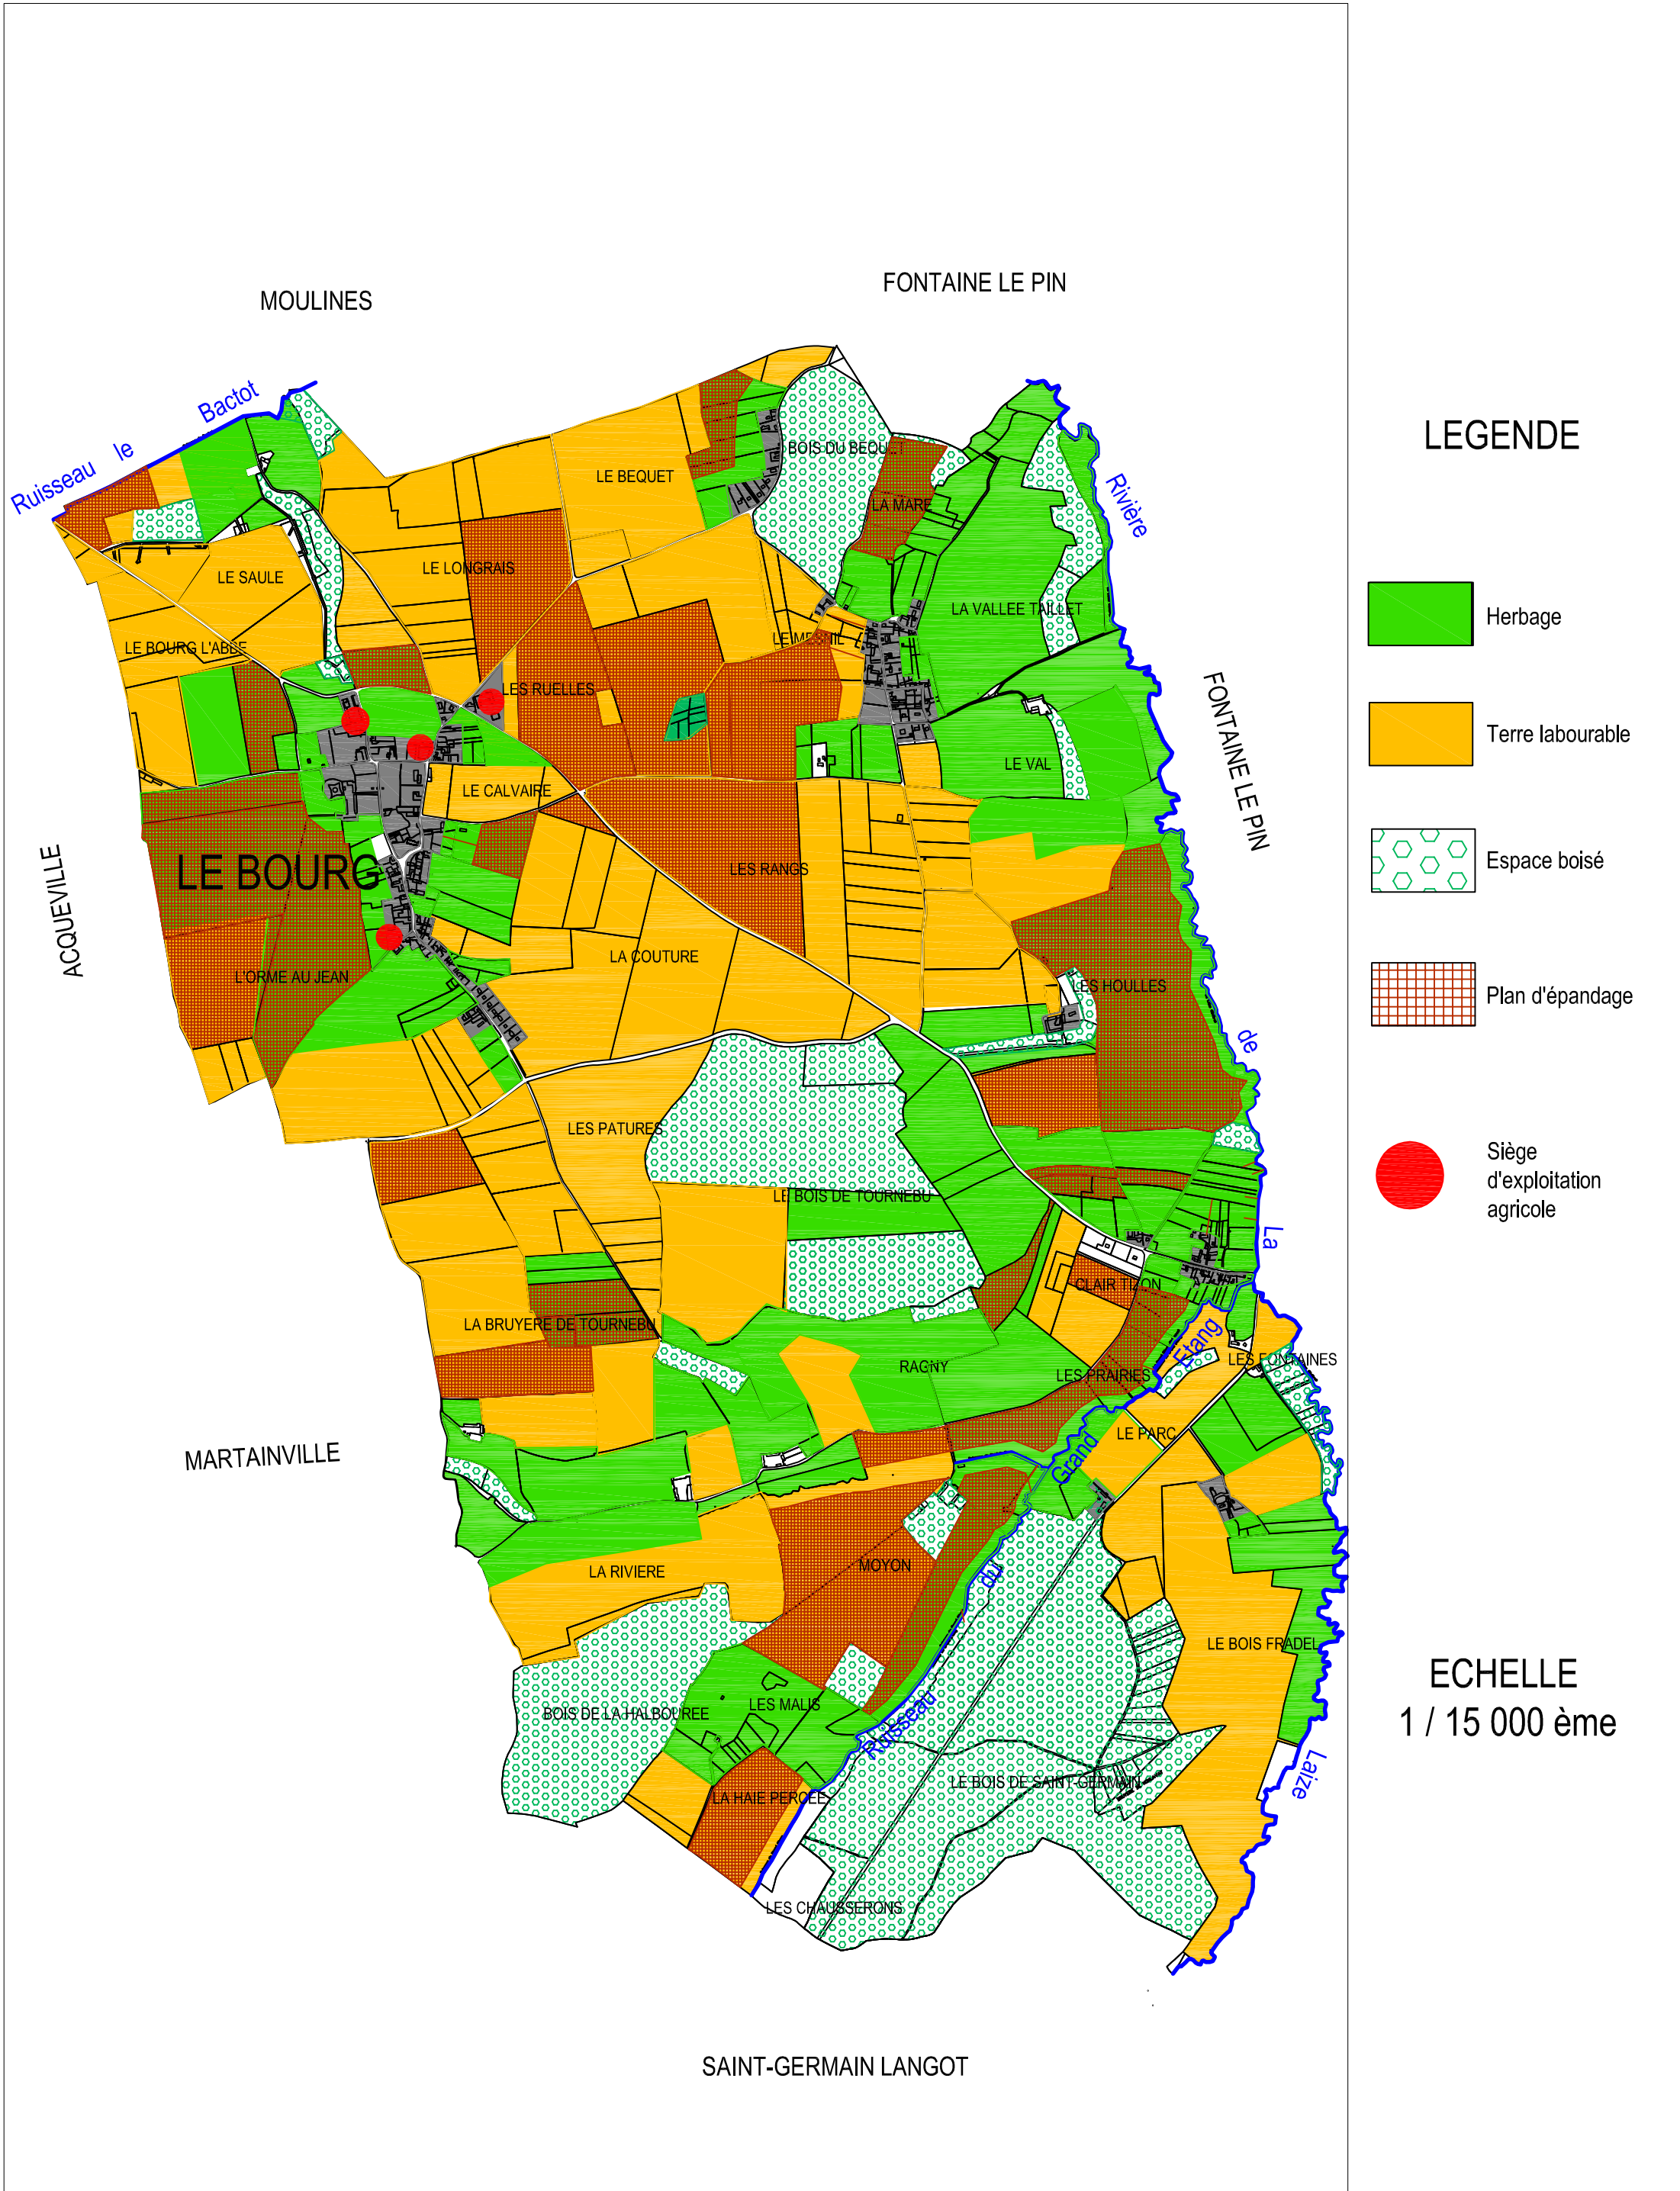 MOULINES
FONTAINE LE PIN
Ruisseau le Bactot
LE BEQUET
BOIS DU BEQUET
LA MARE
Rivière
LE SAULE
LE LONGRAIS
LA VALLEE TAILLET
LE BOURG L'ABBE
LE MESNIL
LES RUELLES
FONTAINE LE PIN
LE VAL
LE CALVAIRE
LE BOURG
LES RANGS
ACQUEVILLE
LA COUTURE
L'ORME AU JEAN
LES HOULLES
de
LES PATURES
LE BOIS DE TOURNEBU
La
CLAIR TIZON
LA BRUYERE DE TOURNEBU
Etang
LES FONTAINES
RAGNY
LES PRAIRIES
LE PARC
MARTAINVILLE
Grand
LA RIVIERE
MOYON
du
LE BOIS FRADEL
LES MALIS
BOIS DE LA HALBOUREE
Ruisseau
LE BOIS DE SAINT-GERMAIN
Laize
LA HAIE PERCEE
LES CHAUSSERONS
SAINT-GERMAIN LANGOT
LEGENDE
Herbage
Terre labourable
Espace boisé
Plan d'épandage
Siège
d'exploitation
agricole
ECHELLE
1 / 15 000 ème